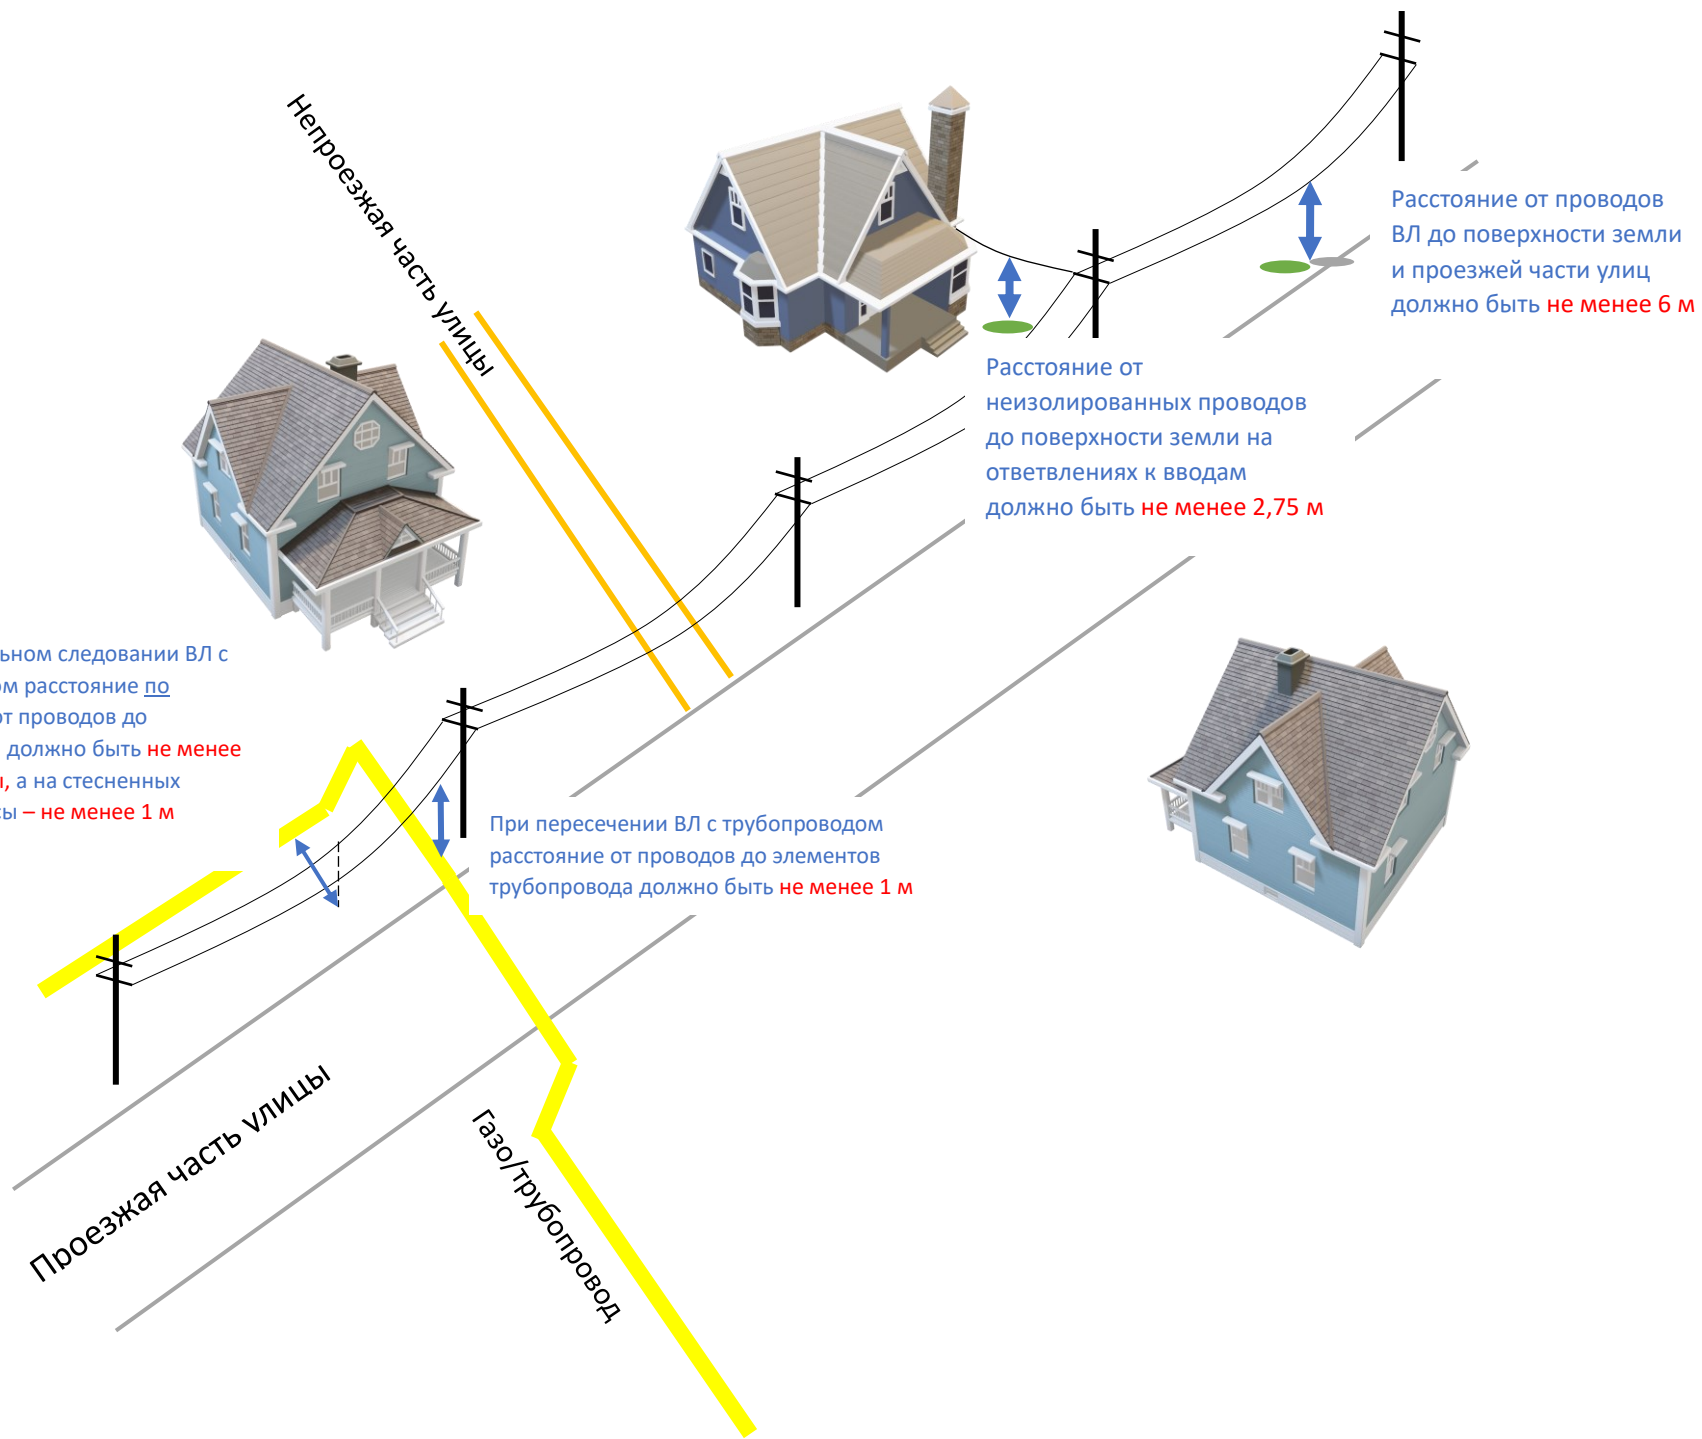 Непроезжая часть улицы
Расстояние от проводов
ВЛ до поверхности земли
и проезжей части улиц
должно быть не менее 6 м
Расстояние от
неизолированных проводов
до поверхности земли на
ответвлениях к вводам
должно быть не менее 2,75 м
следовании ВЛ с
расстояние по
от проводов до
должно быть не менее
а на стесненных
– не менее 1 м
При пересечении ВЛ с трубопроводом
расстояние от проводов до элементов
трубопровода должно быть не менее 1 м
Проезжая часть улицы
Газо/трубопровод